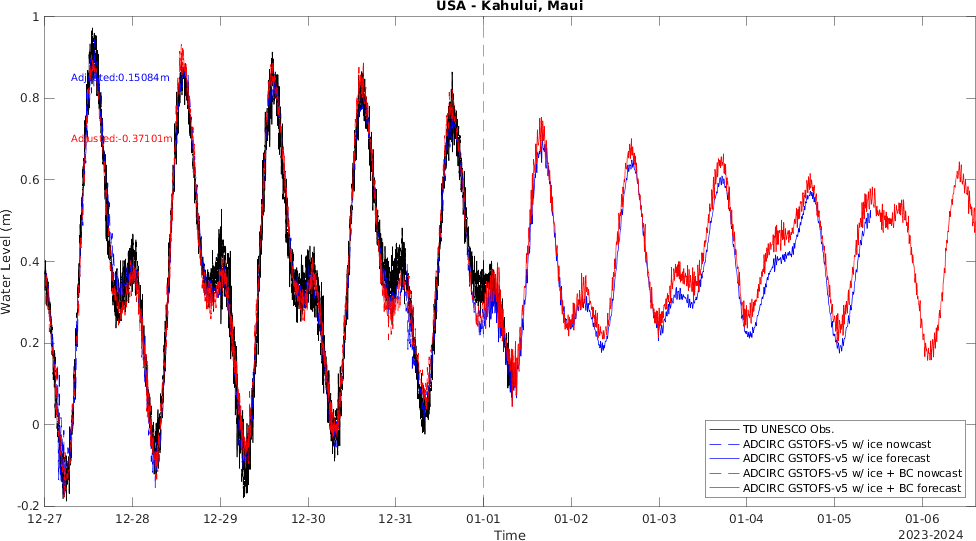 USA - Kahului, Maui
1
0.8
0.6
0.4
0.2
0
-0.2
Water Level (m)
Adjusted:0.15084m
Adjusted:-0.37101m
TD UNESCO Obs.
ADCIRC GSTOFS-v5 w/ ice nowcast
ADCIRC GSTOFS-v5 w/ ice forecast
ADCIRC GSTOFS-v5 w/ ice + BC nowcast
ADCIRC GSTOFS-v5 w/ ice + BC forecast
12-27 12-28 12-29 12-30 12-31 01-01 01-02 01-03 01-04 01-05 01-06
Time
2023-2024